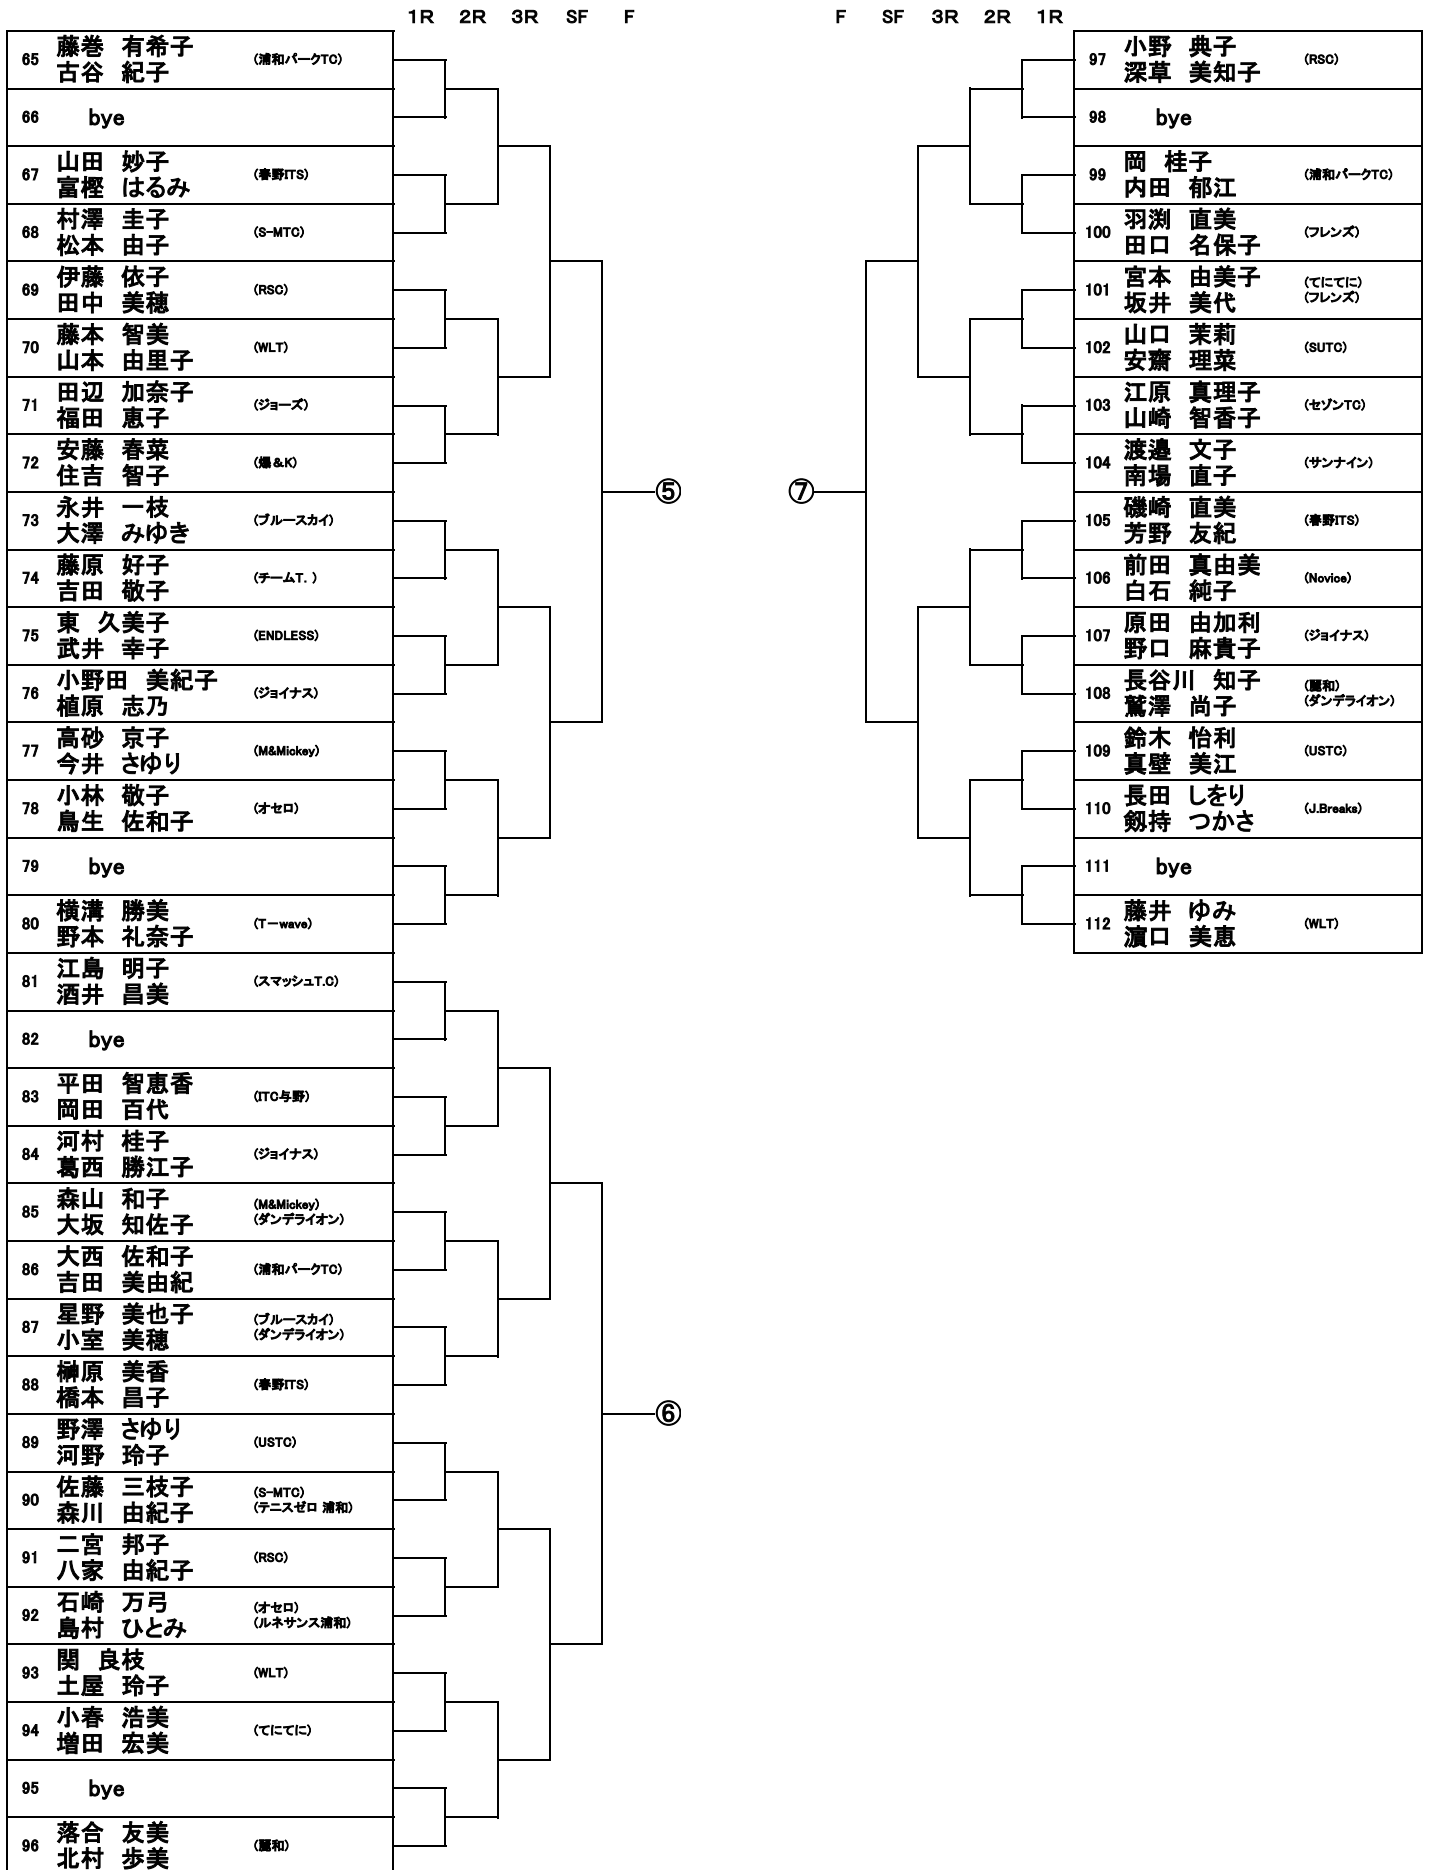 1R 2R 3R SF F
65 藤巻 有希子 (浦和パークTC)
古谷 紀子
66 bye
67 山田 妙子 (春野ITS)
富樫 はるみ
68 村澤 圭子 (S-MTC)
松本 由子
69 伊藤 依子 (RSC)
田中 美穂
70 藤本 智美 (WLT)
山本 由里子
71 田辺 加奈子 (ジョーズ)
福田 恵子
72 安藤 春菜 (爆&K)
住吉 智子
73 永井 一枝 (ブルースカイ)
大澤 みゆき
74 藤原 好子 (チームT.)
吉田 敬子
75 東 久美子 (ENDLESS)
武井 幸子
76 小野田 美紀子 (ジョイナス)
植原 志乃
77 高砂 京子 (M&Mickey)
今井 さゆり
78 小林 敬子 (オセロ)
鳥生 佐和子
79 bye
80 横溝 勝美 (T-wave)
野本 礼奈子
⑤
81 江島 明子 (スマッシュT.C)
酒井 昌美
82 bye
83 平田 智恵香 (ITC与野)
岡田 百代
84 河村 桂子 (ジョイナス)
葛西 勝江子
85 森山 和子 (M&Mickey)
大坂 知佐子 (ダンデライオン)
86 大西 佐和子 (浦和パークTC)
吉田 美由紀
87 星野 美也子 (ブルースカイ)
小室 美穂 (ダンデライオン)
88 榊原 美香 (春野ITS)
橋本 昌子
89 野澤 さゆり (USTC)
河野 玲子
90 佐藤 三枝子 (S-MTC)
森川 由紀子 (テニスゼロ 浦和)
91 二宮 邦子 (RSC)
八家 由紀子
92 石崎 万弓 (オセロ)
島村 ひとみ (ルネサンス浦和)
93 関 良枝 (WLT)
土屋 玲子
94 小春 浩美 (てにてに)
増田 宏美
95 bye
96 落合 友美 (麗和)
北村 歩美
⑥
F SF 3R 2R 1R
97 小野 典子 (RSC)
深草 美知子
98 bye
99 岡 桂子 (浦和パークTC)
内田 郁江
100 羽渕 直美 (フレンズ)
田口 名保子
101 宮本 由美子 (てにてに)
坂井 美代 (フレンズ)
102 山口 茉莉 (SUTC)
安齋 理菜
103 江原 真理子 (セゾンTC)
山崎 智香子
104 渡邉 文子 (サンナイン)
南場 直子
⑦
105 磯崎 直美 (春野ITS)
芳野 友紀
106 前田 真由美 (Novice)
白石 純子
107 原田 由加利 (ジョイナス)
野口 麻貴子
108 長谷川 知子 (麗和)
鷲澤 尚子 (ダンデライオン)
109 鈴木 怡利 (USTC)
真壁 美江
110 長田 しをり (J.Breaks)
剱持 つかさ
111 bye
112 藤井 ゆみ (WLT)
濵口 美恵